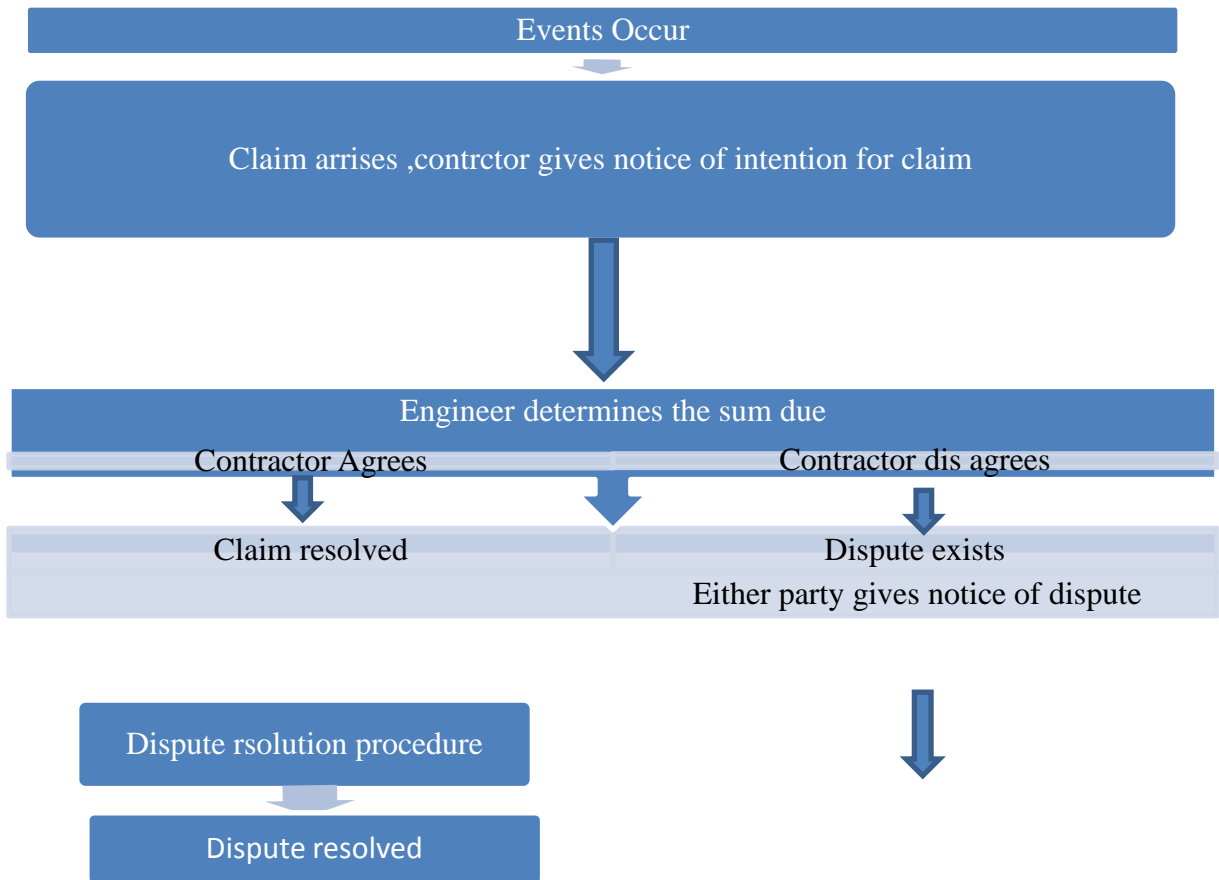 Events Occur
Claim arrises ,contrctor gives notice of intention for claim
Engineer determines the sum due
Contractor Agrees
Contractor dis agrees
Claim resolved
Dispute exists
Either party gives notice of dispute
Dispute rsolution procedure
Dispute resolved